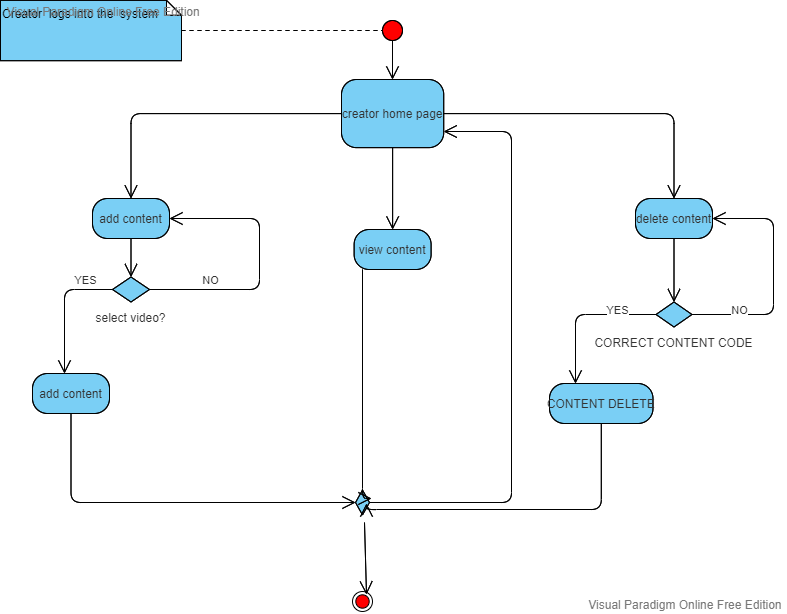 Visual Paradigm Online Free Edition
Creator logs into the system
creator home page
add content
view content
delete content
YES
NO
select video?
YES
NO
CORRECT CONTENT CODE
add content
CONTENT DELETE
Visual Paradigm Online Free Edition